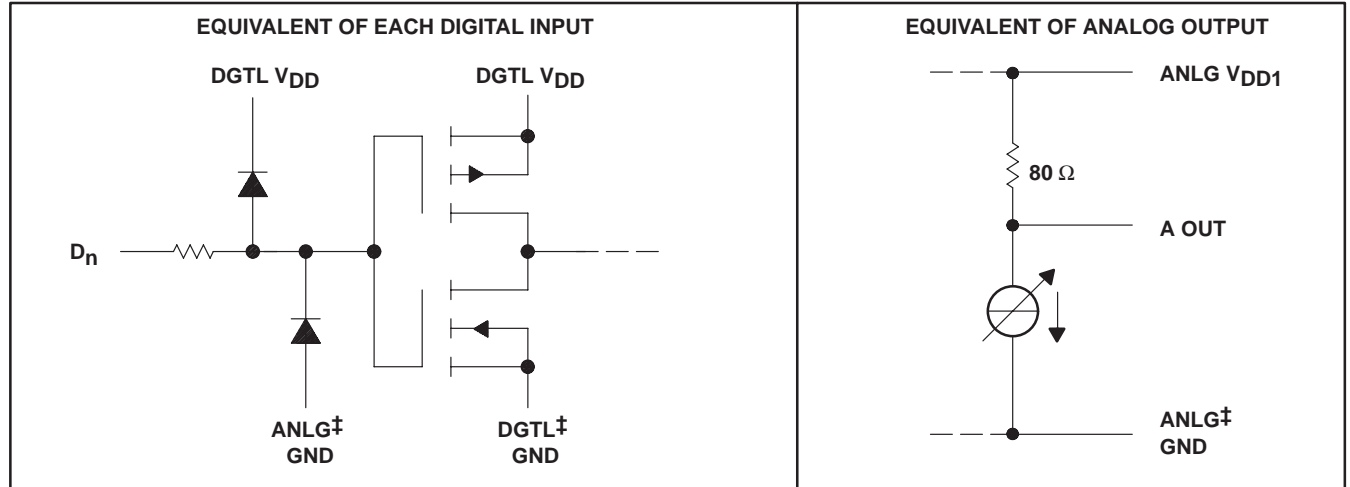 EQUIVALENT OF EACH DIGITAL INPUT
DGTL VDD
DGTL VDD
Dn
ANLG‡
GND
DGTL‡
GND
EQUIVALENT OF ANALOG OUTPUT
ANLG VDD1
80 Ω
A OUT
ANLG‡
GND